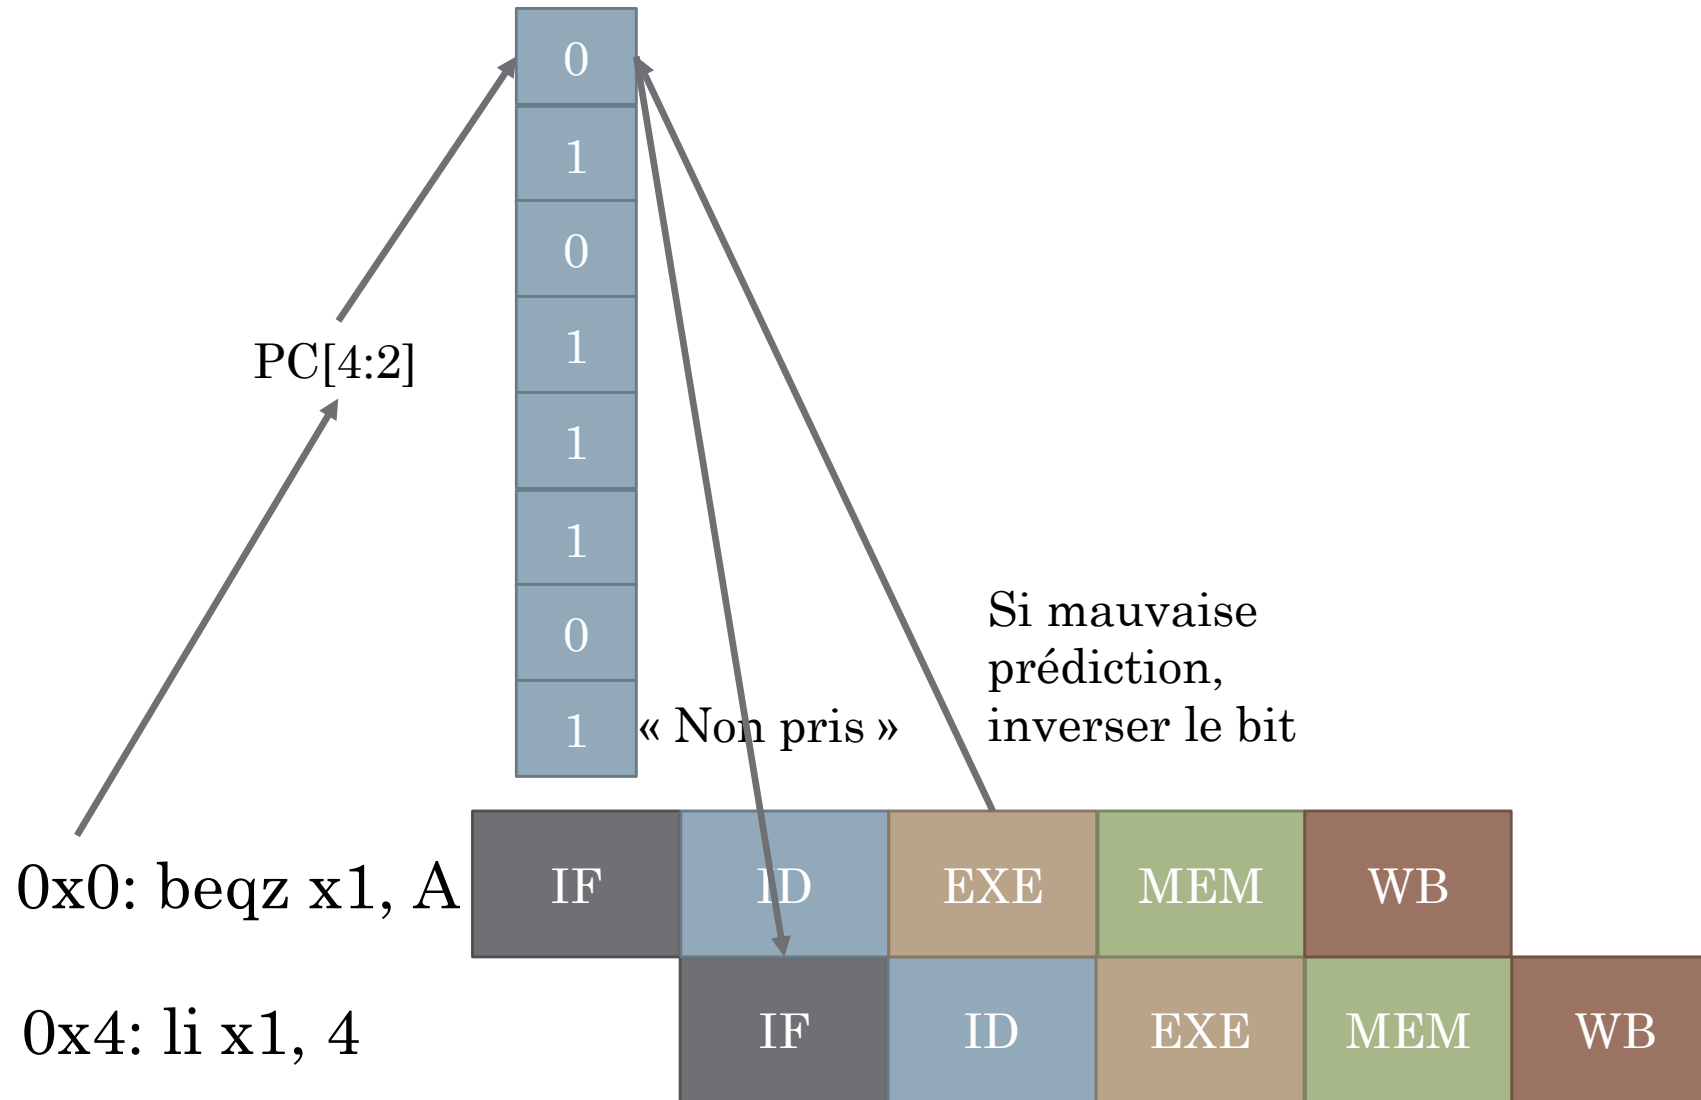 0
1
0
1
PC[4:2]
1
1
0
1
« Non pris »
Si mauvaise
prédiction,
inverser le bit
0x0: beqz x1, A IF ID EXE MEM WB
0x4: li x1, 4 IF ID EXE MEM WB